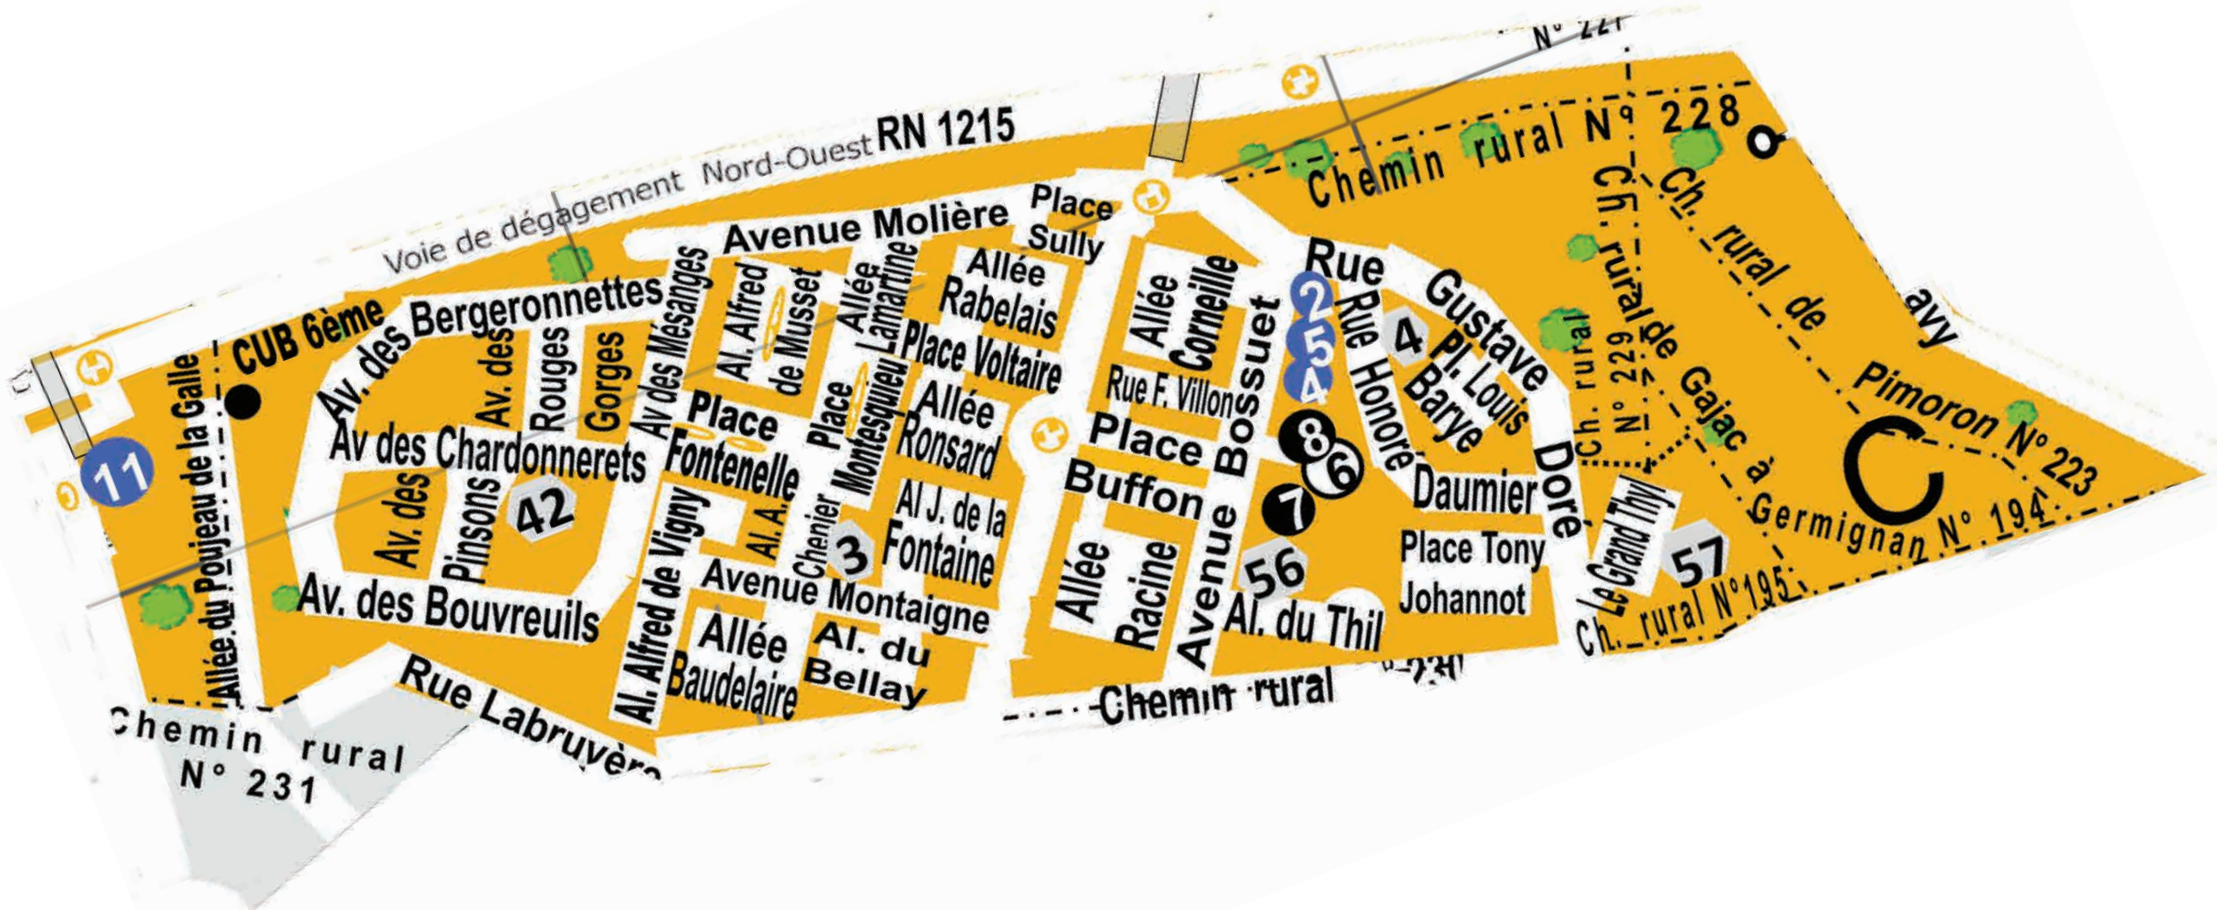 N° 227
Voie de dégagement Nord-Ouest
RN 1215
Chemin rural N° 228
Avenue Molière
Place
Sully
CUB 6ème
Av. des Bergeronnettes
Av. des
Rouges
Gorges
Av des Mésanges
Al. Alfred
de Musset
Allée
Lamartine
Allée
Rabelais
Place Voltaire
Allée
Corneille
Rue F. Villon
Rue Gustave Doré
2
5
4
Rue Honoré
Daumier
4
Pl. Louis
Barye
Ch. rural
N° 229
Ch. rural de Gajac à
Germignan N° 194
Ch. rural de
Pimoron N° 223
avy
C
11
Allée du Poujeau de la Galle
Av des Chardonnerets
Av. des
Pinsons
42
Av. des Bouvreuils
Place
Fontenelle
Place
Montesquieu
Allée
Ronsard
Place
Buffon
Avenue Bossuet
8
6
7
56
Al. Alfred de Vigny
Al. A.
Chenier
3
Al J. de la
Fontaine
Avenue Montaigne
Allée
Racine
Al. du Thil
Place Tony
Johannot
Le Grand Thy
57
Ch. rural N°195
Allée
Baudelaire
Al. du
Bellay
Rue Labruyère
Chemin rural
Chemin rural
N° 231